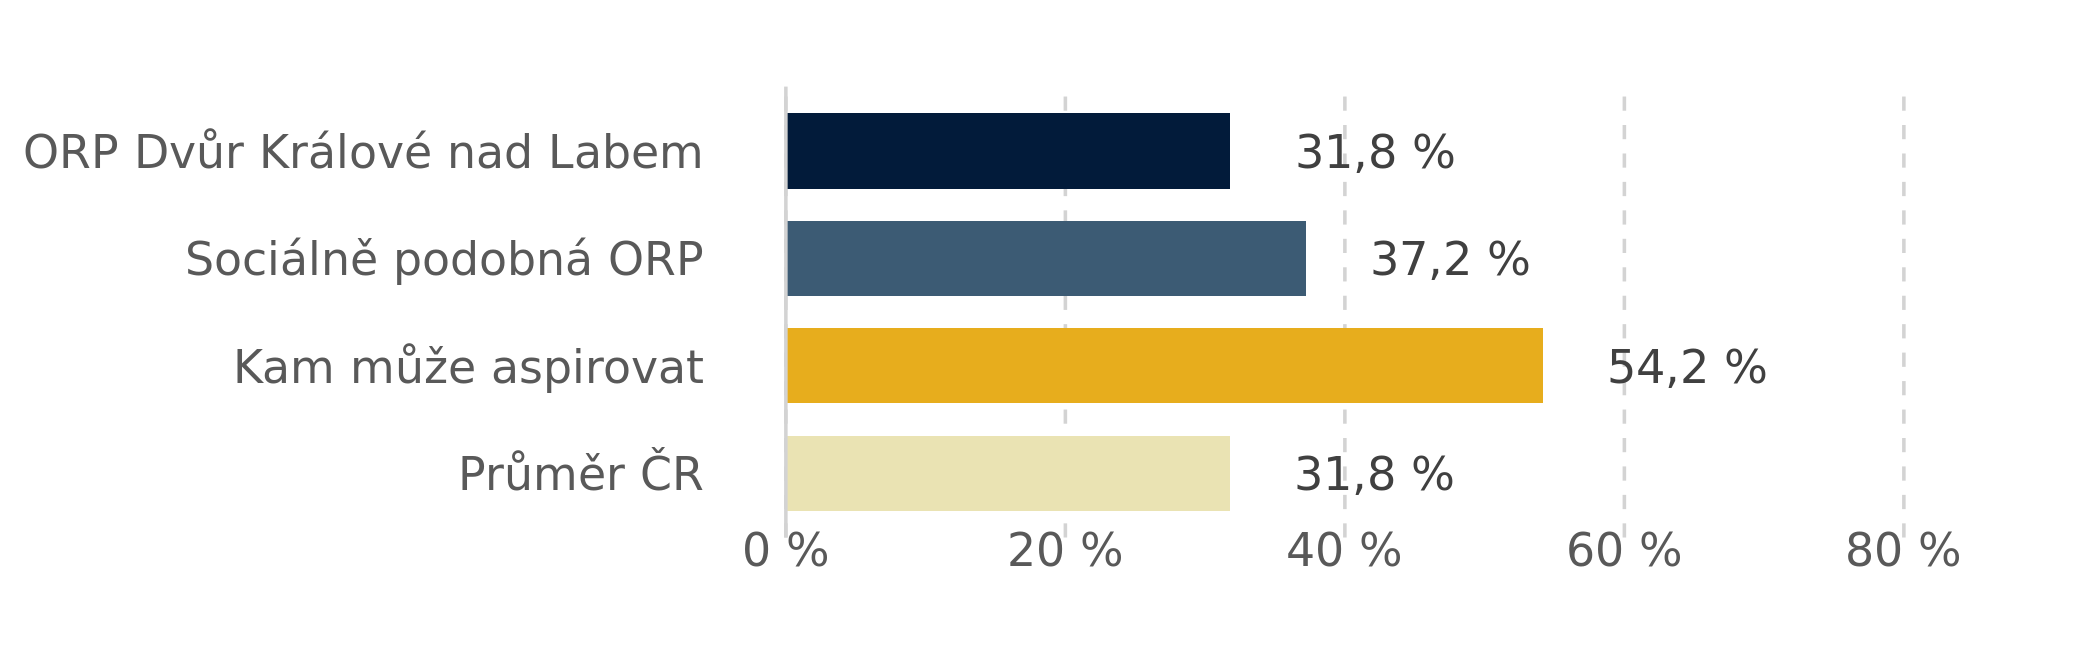 ORP Dvůr Králové nad Labem 31,8 %
Sociálně podobná ORP 37,2 %
Kam může aspirovat 54,2 %
Průměr ČR 31,8 %
0 % 20 % 40 % 60 % 80 %